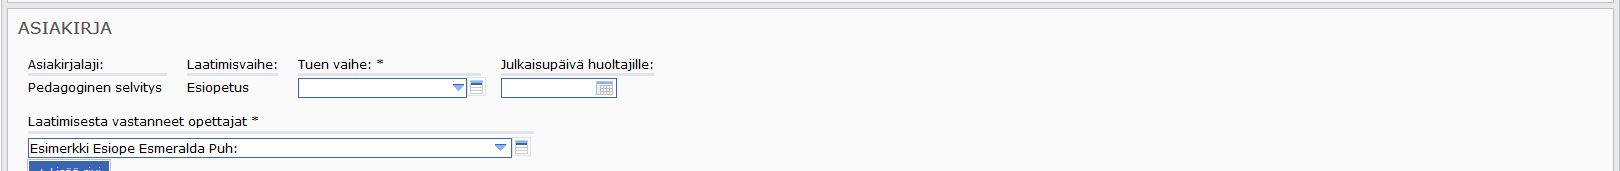 ASIAKIRJA
Asiakirjalaji: Laatimisvaihe: Tuen vaihe: * Julkaisupäivä huoltajille:
Pedagoginen selvitys Esiopetus
Laatimisesta vastanneet opettajat *
Esimerkki Esiope Esmeralda Puh: